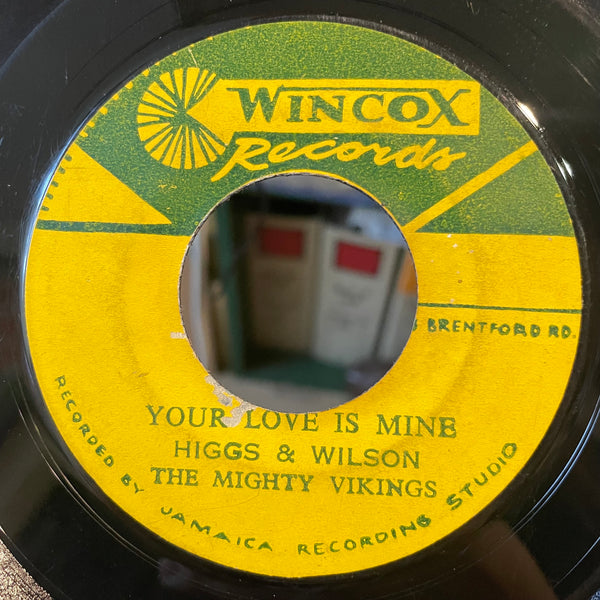 WINCOX
Records
BRENTFORD RD.
YOUR LOVE IS MINE
HIGGS & WILSON
THE MIGHTY VIKINGS
RECORDED BY JAMAICA RECORDING STUDIO